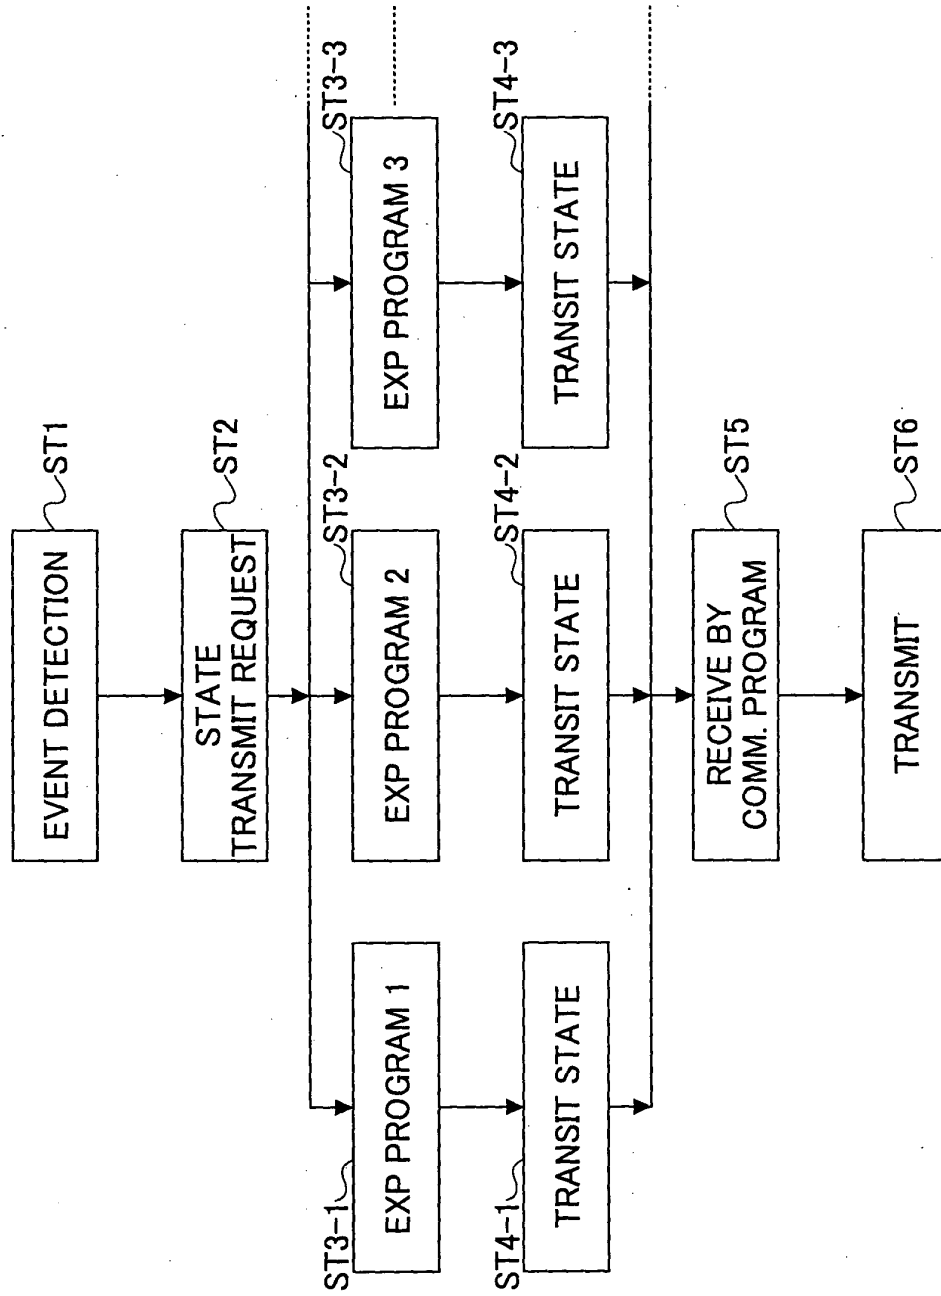 EVENT DETECTION
ST1
STATE
TRANSMIT REQUEST
ST2
EXP PROGRAM 1
ST3-1
EXP PROGRAM 2
ST3-2
EXP PROGRAM 3
ST3-3
TRANSIT STATE
ST4-1
TRANSIT STATE
ST4-2
TRANSIT STATE
ST4-3
RECEIVE BY
COMM. PROGRAM
ST5
TRANSMIT
ST6